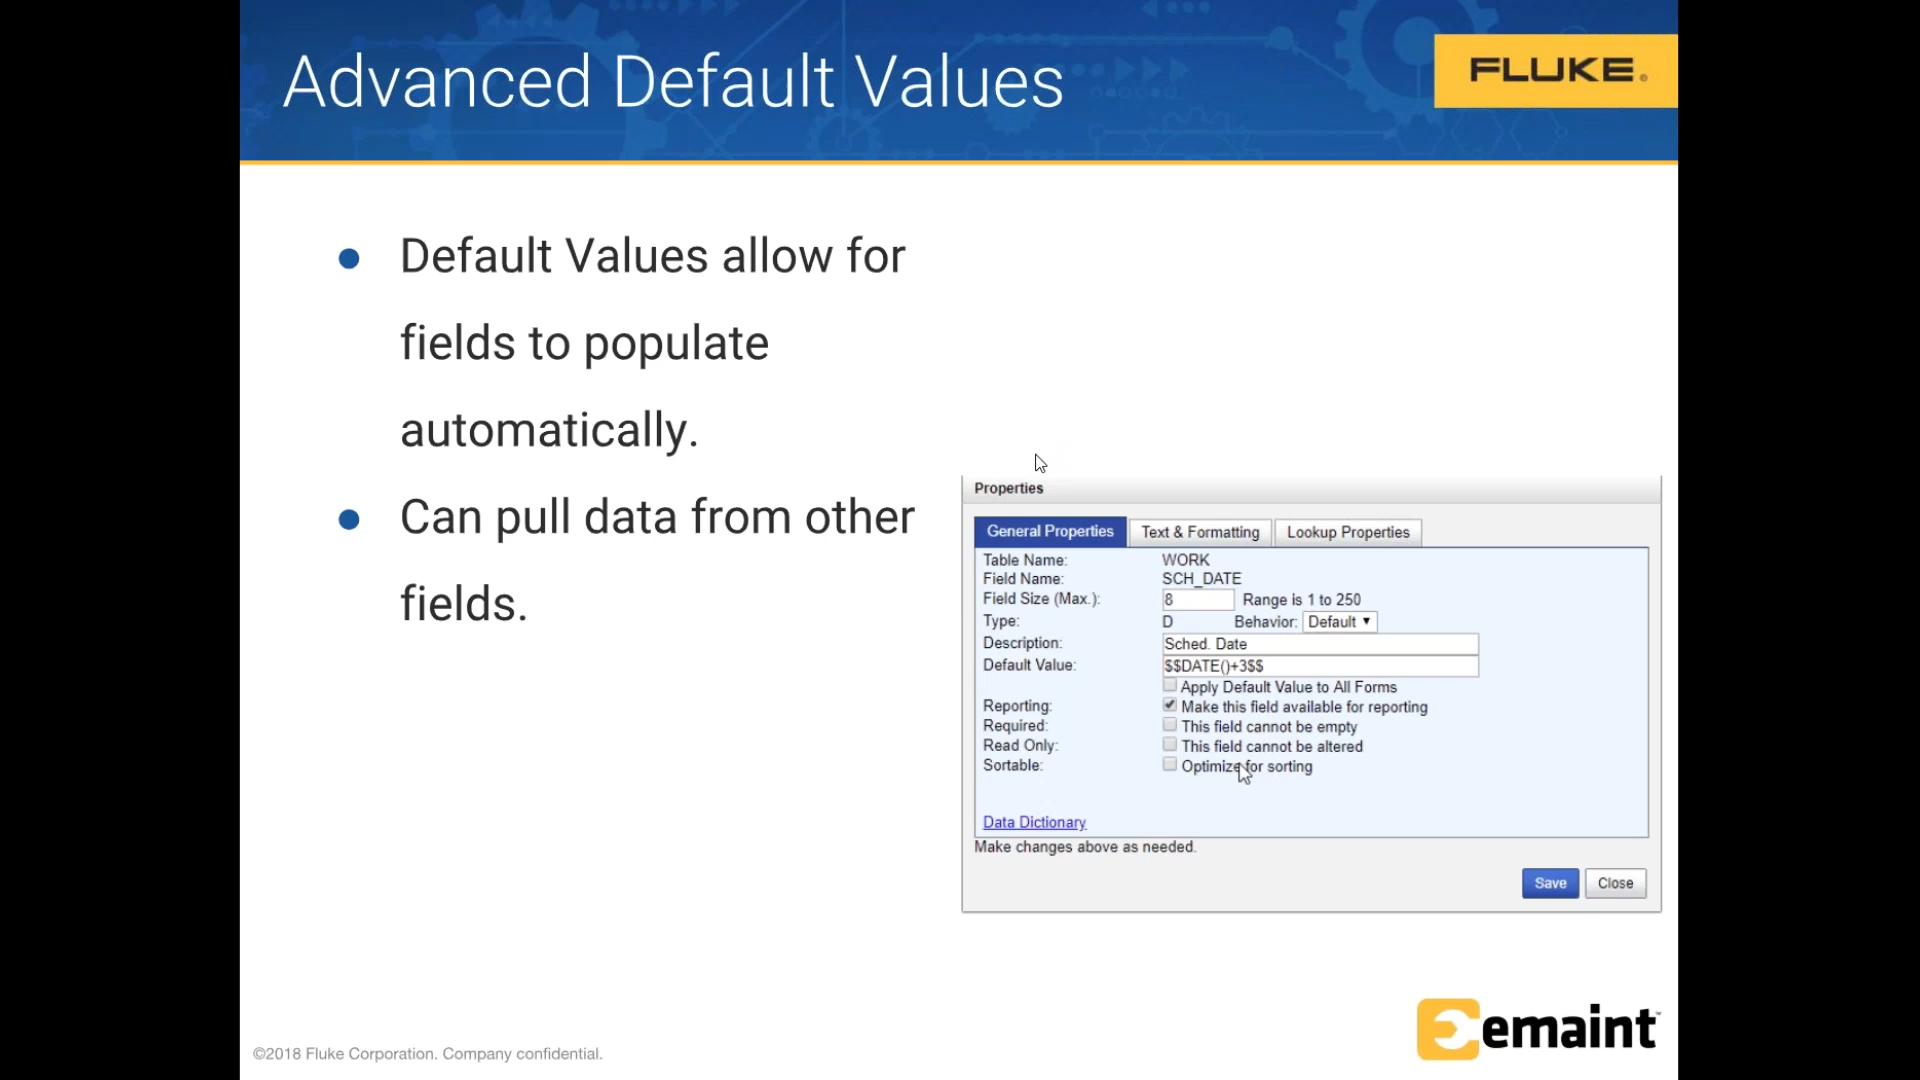 Advanced Default Values
FLUKE®
Default Values allow for
fields to populate
automatically.
Can pull data from other
fields.
Properties
General Properties Text & Formatting Lookup Properties
Table Name: WORK
Field Name: SCH_DATE
Field Size (Max.): 8 Range is 1 to 250
Type: D Behavior: Default
Description: Sched. Date
Default Value: $$DATE()+3$$
Apply Default Value to All Forms
Reporting: Make this field available for reporting
Required: This field cannot be empty
Read Only: This field cannot be altered
Sortable: Optimize for sorting
Data Dictionary
Make changes above as needed.
Save Close
emaint™
©2018 Fluke Corporation. Company confidential.